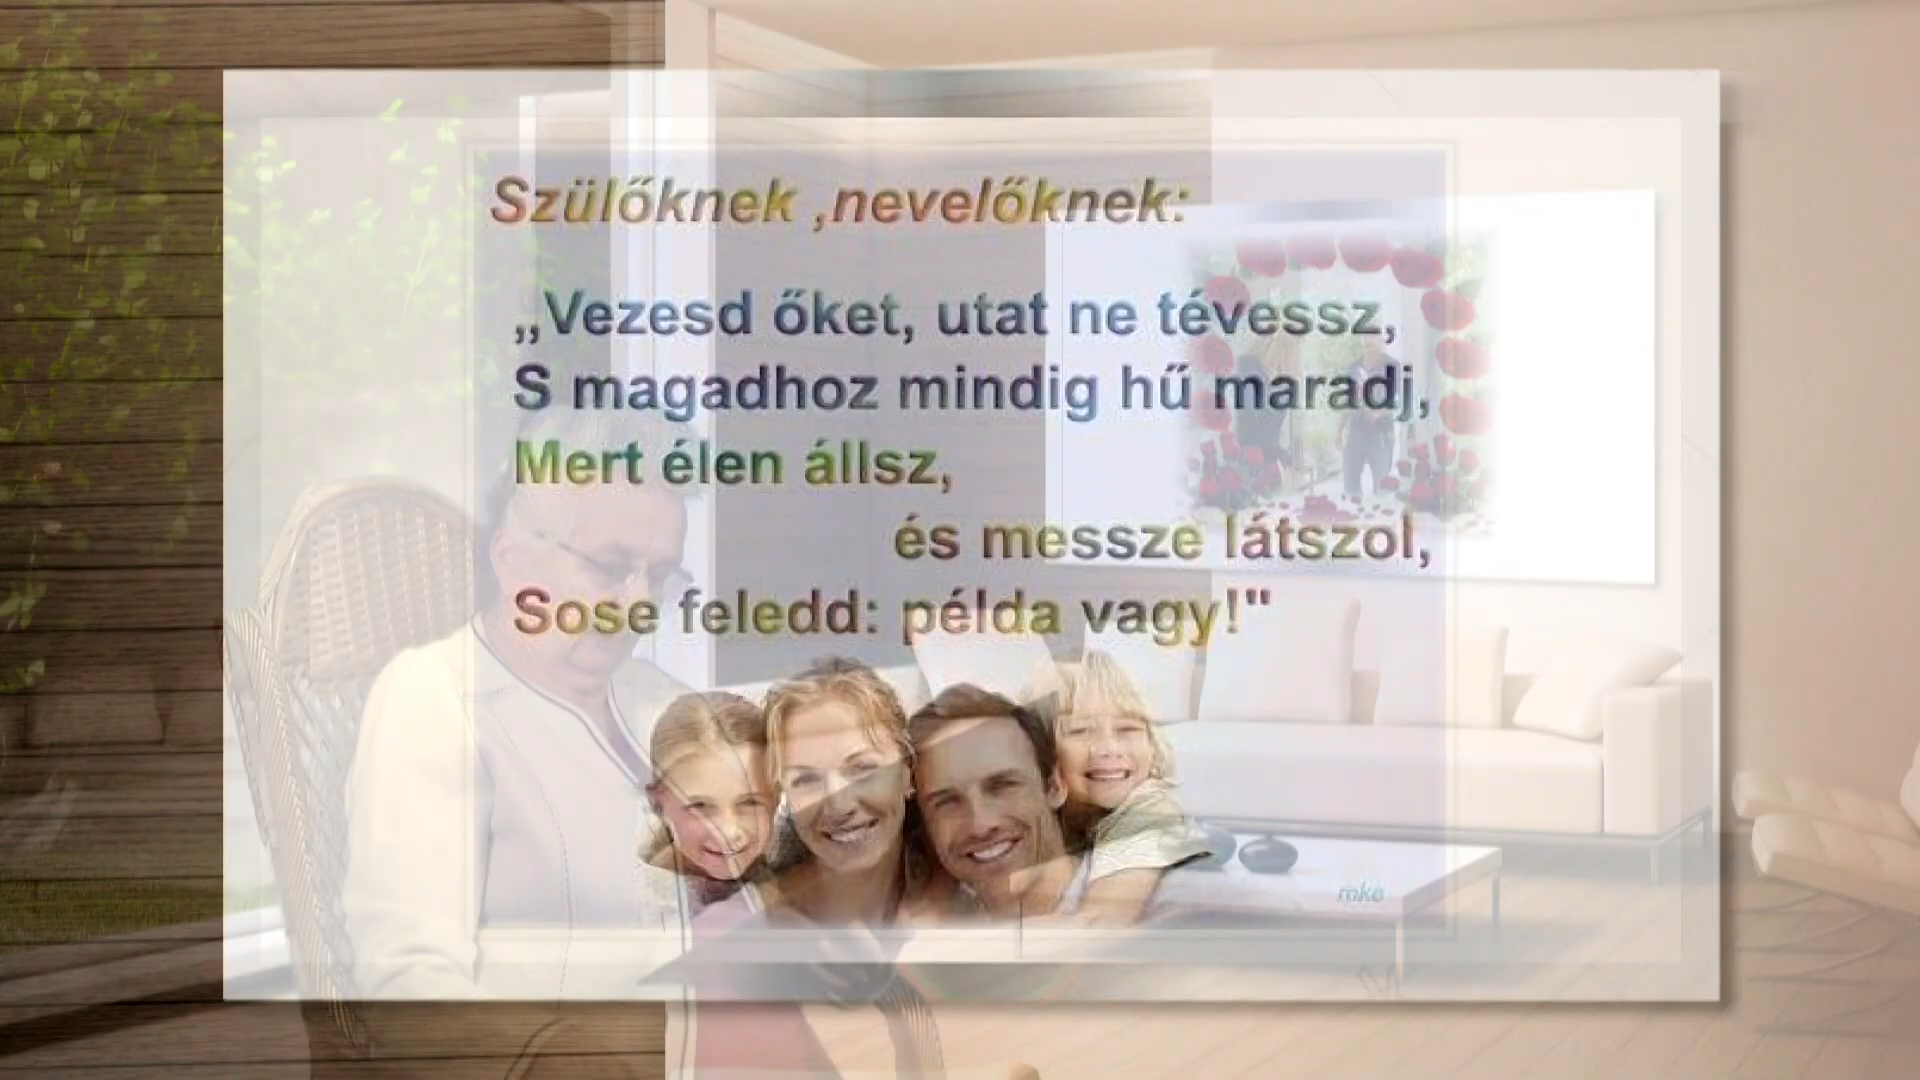 Szülőknek ,nevelőknek:
„Vezesd őket, utat ne tévessz,
S magadhoz mindig hű maradj,
Mert élen állsz,
és messze látszol,
Sose feledd: példa vagy!"
mke